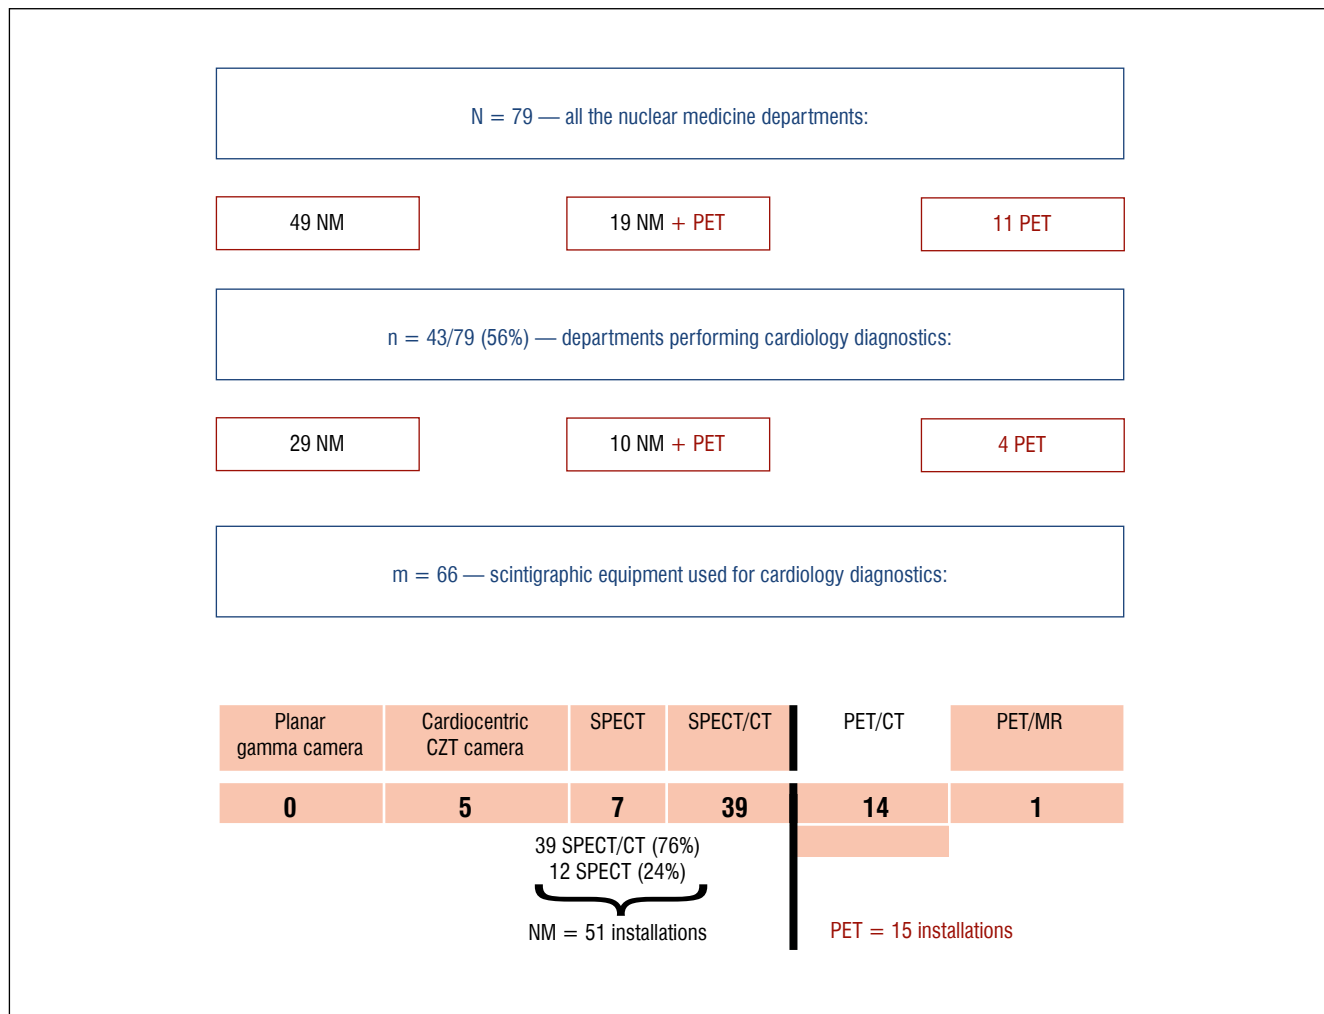 N = 79 — all the nuclear medicine departments:
49 NM
19 NM + PET
11 PET
n = 43/79 (56%) — departments performing cardiology diagnostics:
29 NM
10 NM + PET
4 PET
m = 66 — scintigraphic equipment used for cardiology diagnostics:
Planar
gamma camera
Cardiocentric
CZT camera
SPECT
SPECT/CT
PET/CT
PET/MR
0
5
7
39
14
1
39 SPECT/CT (76%)
12 SPECT (24%)
NM = 51 installations
PET = 15 installations